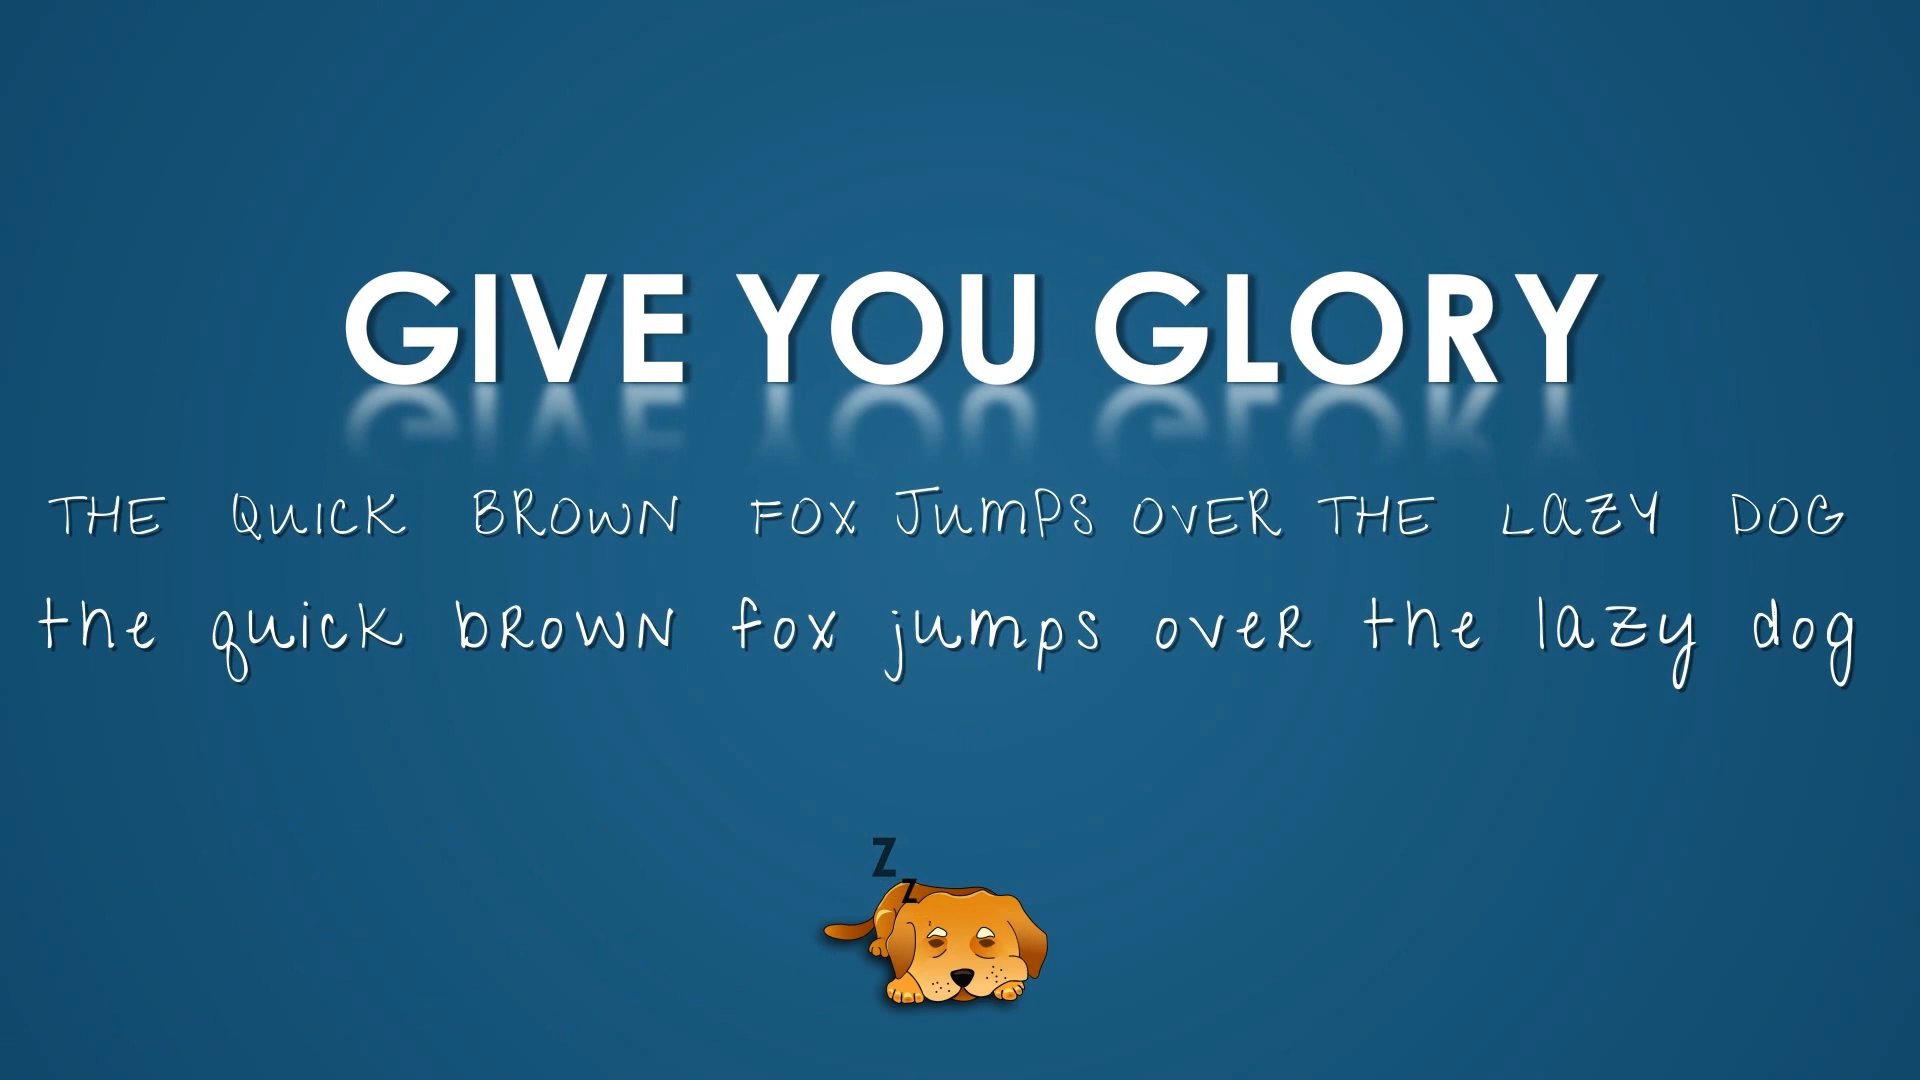 GIVE YOU GLORY
THE QUICK BROWN FOX JUMPS OVER THE LAZY DOG
the quick brown fox jumps over the lazy dog
Z
Z